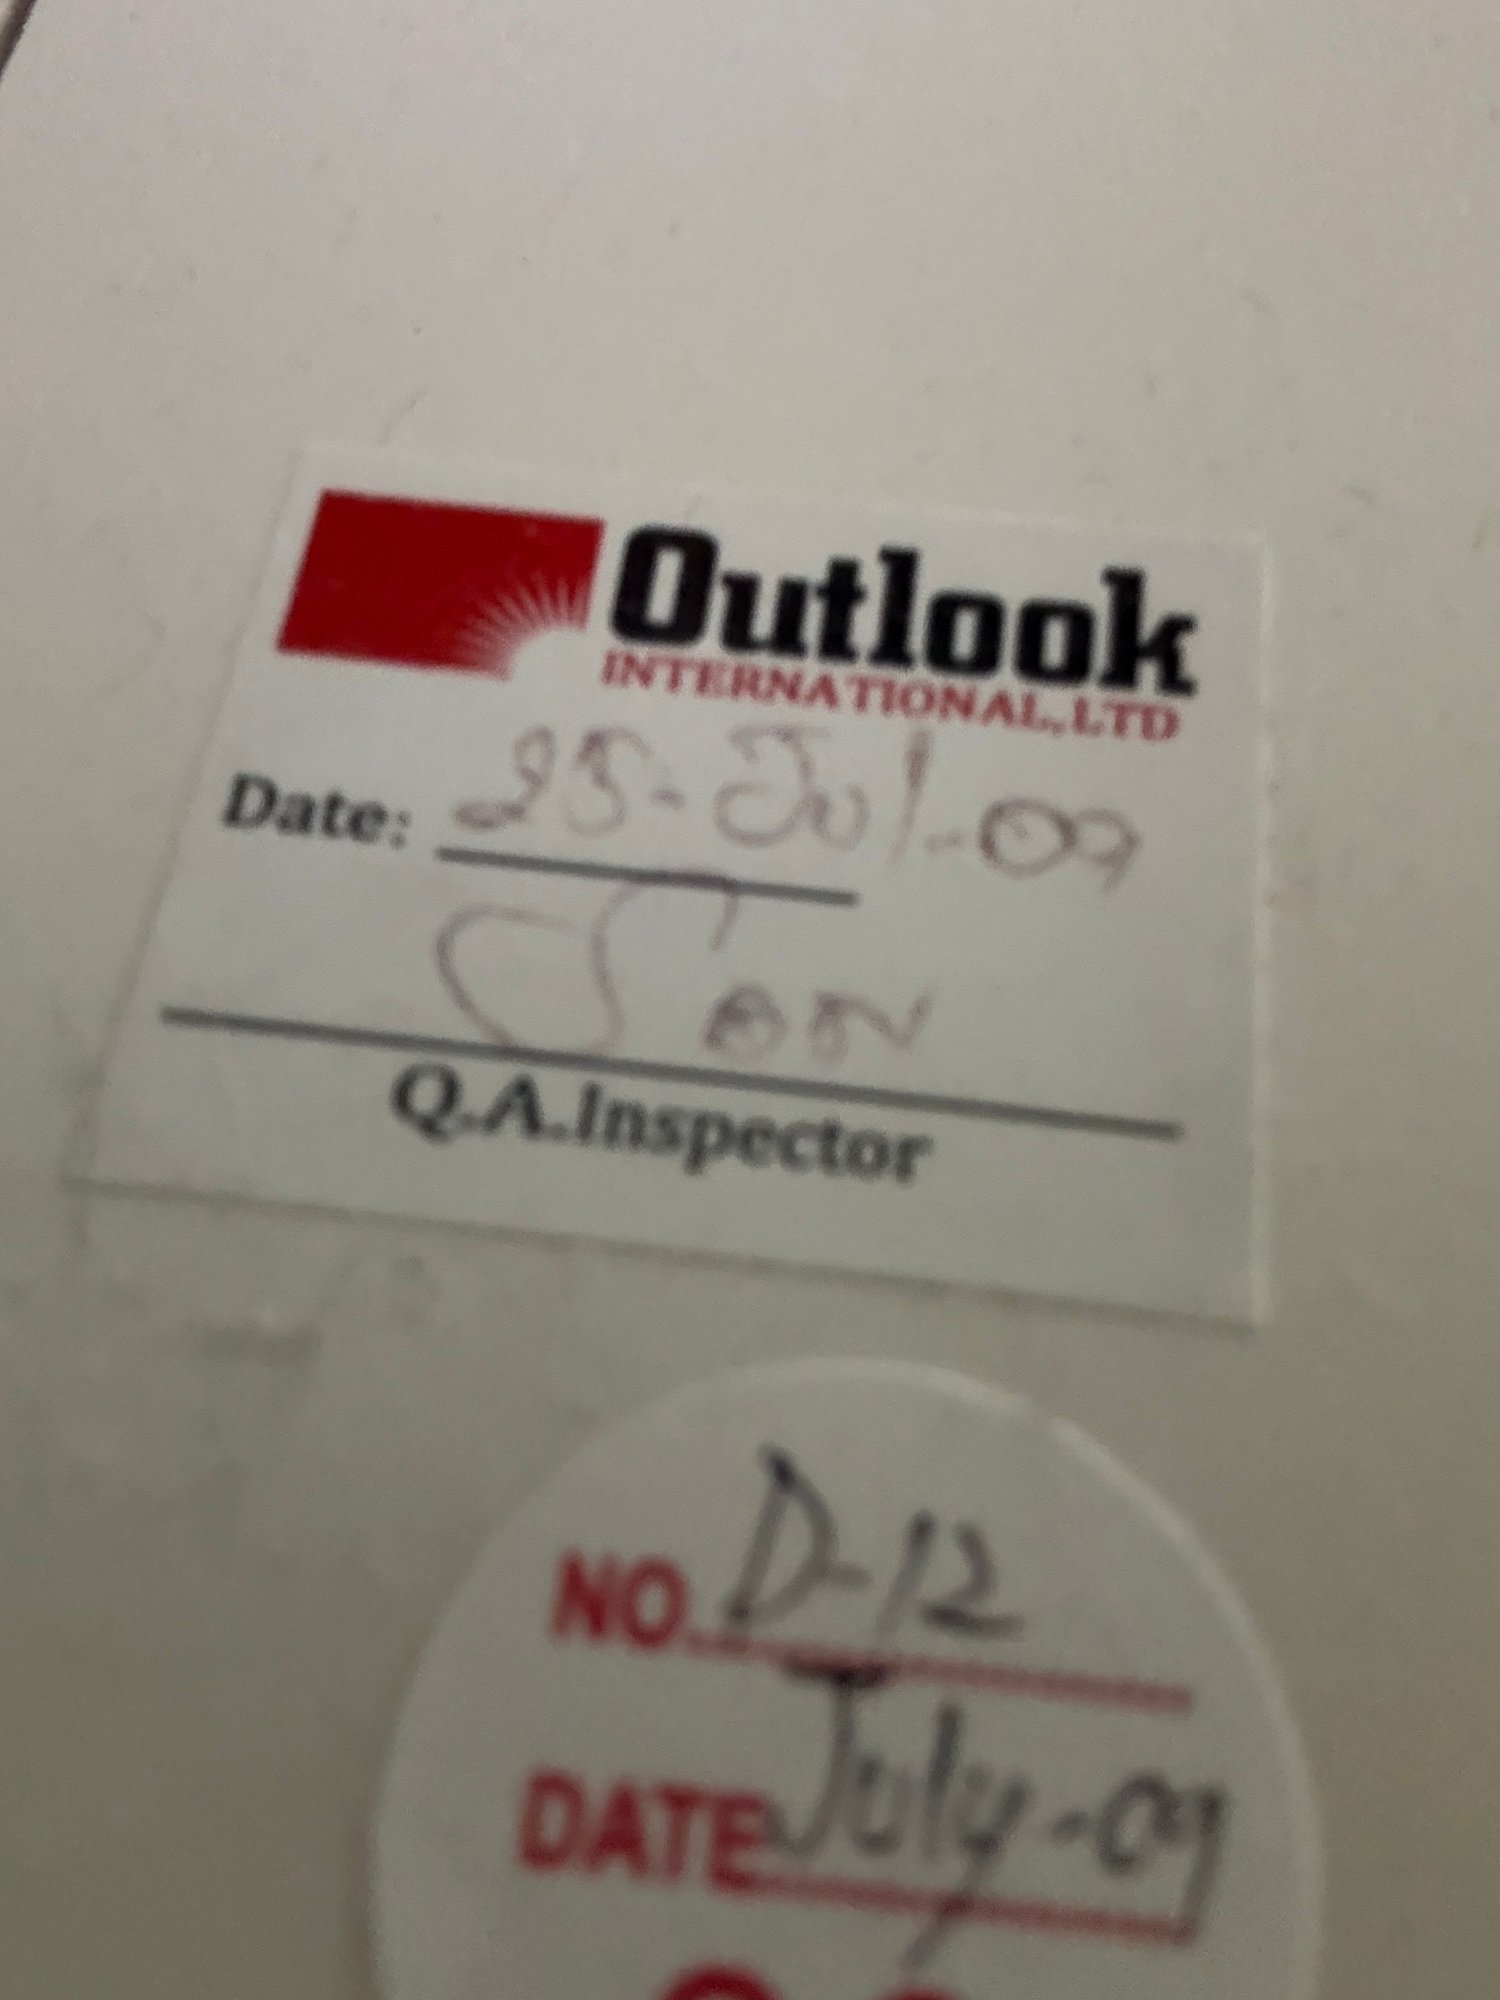 Outlook
INTERNATIONAL,LTD
Date: 25-Jul-09
Q.A.Inspector
NO. D-12
DATE July-09